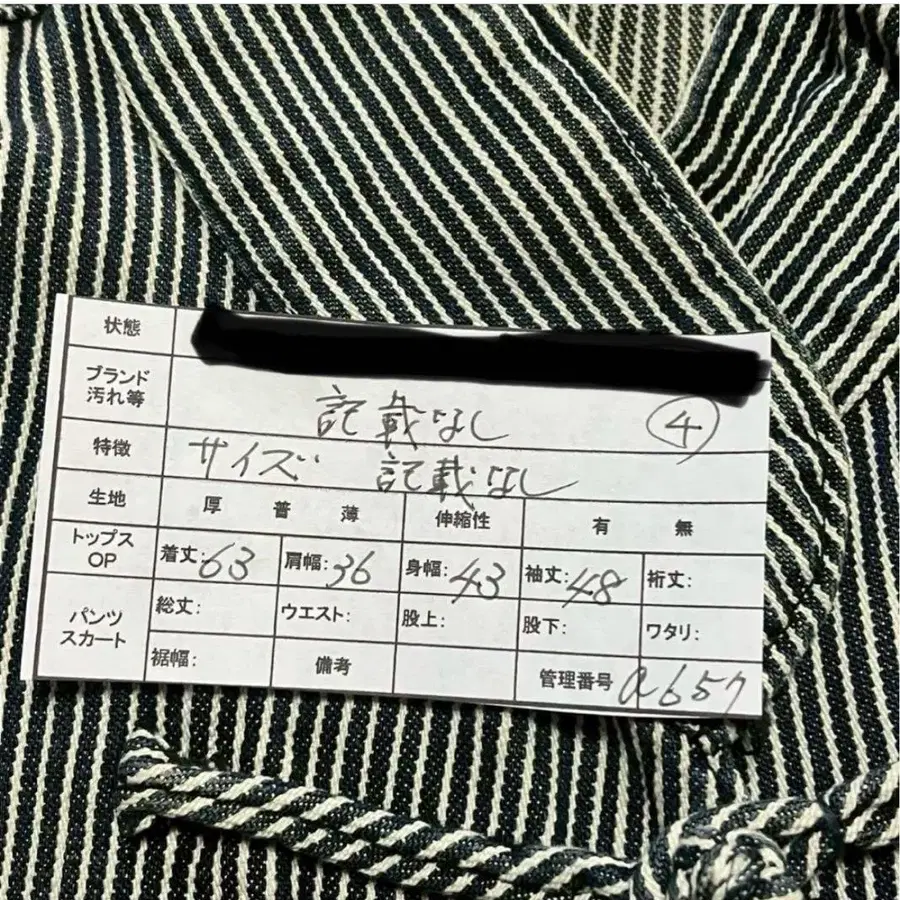 状態
ブランド 汚れ等 記載なし ④
特徴 サイズ 記載なし
生地 厚 普 薄 伸縮性 有 無
トップス OP 着丈:63 肩幅:36 身幅:43 袖丈:48 裄丈:
パンツ スカート 総丈: ウエスト: 股上: 股下: ワタリ:
裾幅: 備考 管理番号 a657